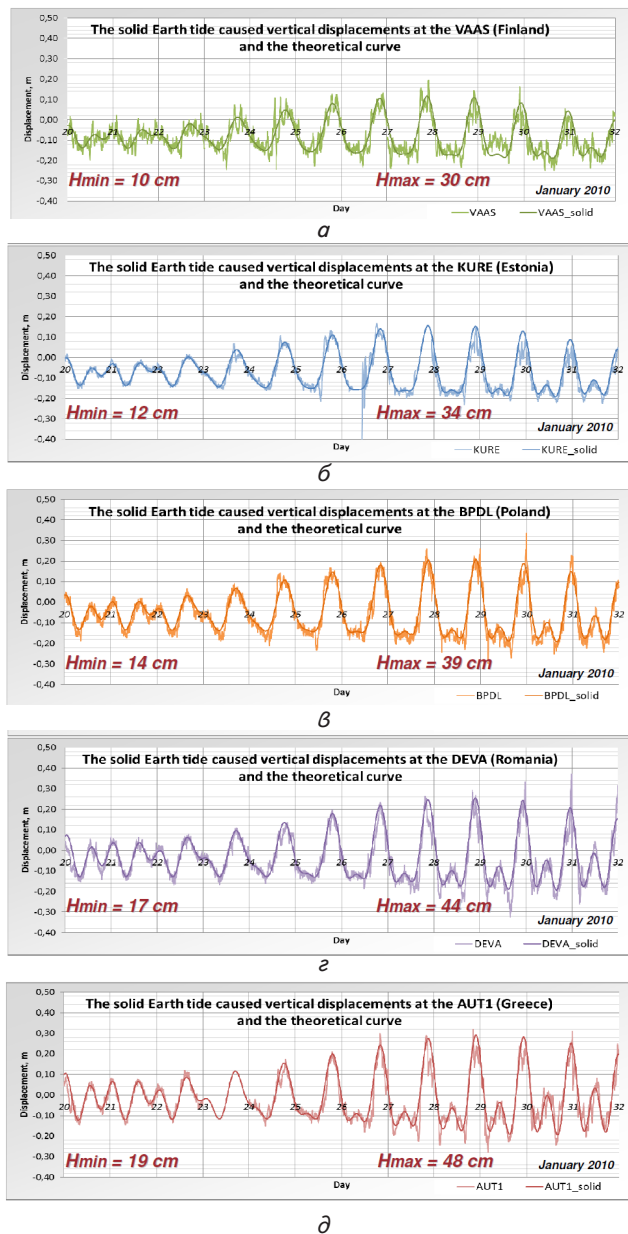 The solid Earth tide caused vertical displacements at the VAAS (Finland)
and the theoretical curve
Displacement, m
0,50
0,40
0,30
0,20
0,10
0,00
-0,10
-0,20
-0,30
-0,40
20 21 22 23 24 25 26 27 28 29 30 31 32
Hmin = 10 cm Hmax = 30 cm
January 2010
Day
VAAS VAAS_solid
а
The solid Earth tide caused vertical displacements at the KURE (Estonia)
and the theoretical curve
Displacement, m
0,50
0,40
0,30
0,20
0,10
0,00
-0,10
-0,20
-0,30
-0,40
20 21 22 23 24 25 26 27 28 29 30 31 32
Hmin = 12 cm Hmax = 34 cm
January 2010
Day
KURE KURE_solid
б
The solid Earth tide caused vertical displacements at the BPDL (Poland)
and the theoretical curve
Displacement, m
0,50
0,40
0,30
0,20
0,10
0,00
-0,10
-0,20
-0,30
-0,40
20 21 22 23 24 25 26 27 28 29 30 31 32
Hmin = 14 cm Hmax = 39 cm
January 2010
Day
BPDL BPDL_solid
в
The solid Earth tide caused vertical displacements at the DEVA (Romania)
and the theoretical curve
Displacement, m
0,50
0,40
0,30
0,20
0,10
0,00
-0,10
-0,20
-0,30
-0,40
20 21 22 23 24 25 26 27 28 29 30 31 32
Hmin = 17 cm Hmax = 44 cm
January 2010
Day
DEVA DEVA_solid
г
The solid Earth tide caused vertical displacements at the AUT1 (Greece)
and the theoretical curve
Displacement, m
0,50
0,40
0,30
0,20
0,10
0,00
-0,10
-0,20
-0,30
-0,40
20 21 22 23 24 25 26 27 28 29 30 31 32
Hmin = 19 cm Hmax = 48 cm
January 2010
Day
AUT1 AUT1_solid
д